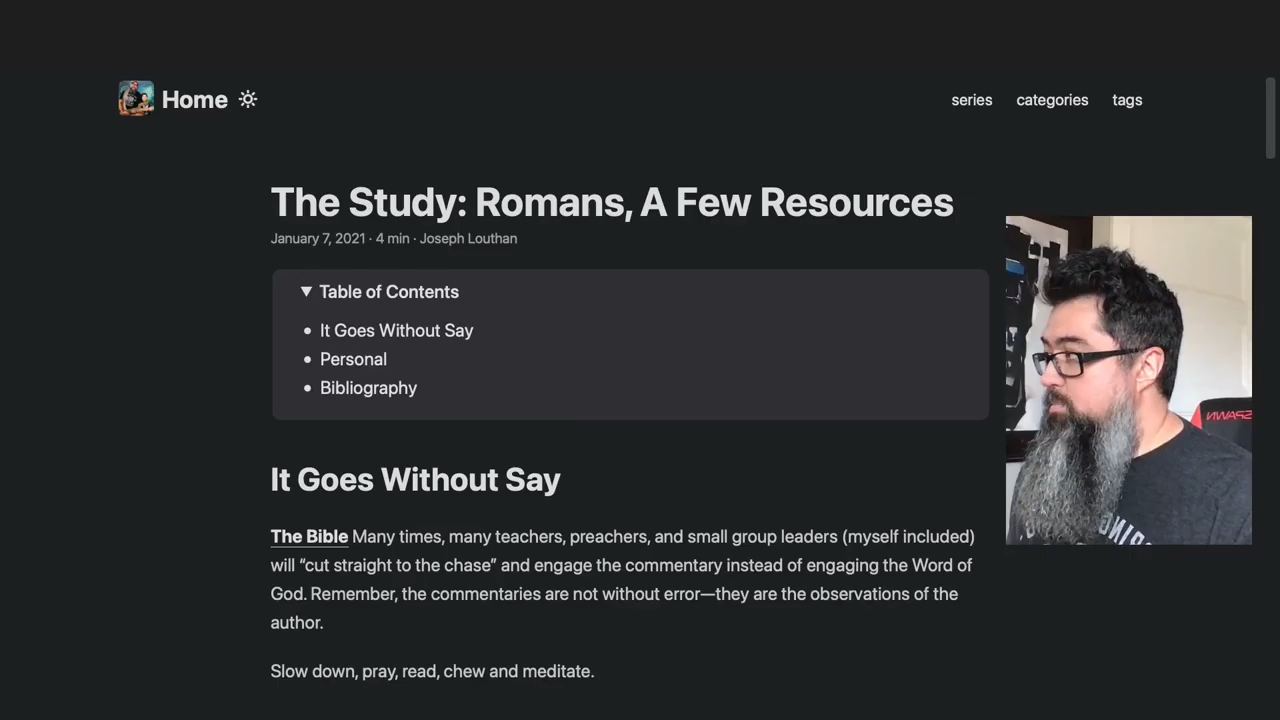 Home
series categories tags
The Study: Romans, A Few Resources
January 7, 2021 · 4 min · Joseph Louthan
▼ Table of Contents
• It Goes Without Say
• Personal
• Bibliography
It Goes Without Say
The Bible Many times, many teachers, preachers, and small group leaders (myself included)
will “cut straight to the chase” and engage the commentary instead of engaging the Word of
God. Remember, the commentaries are not without error—they are the observations of the
author.
Slow down, pray, read, chew and meditate.